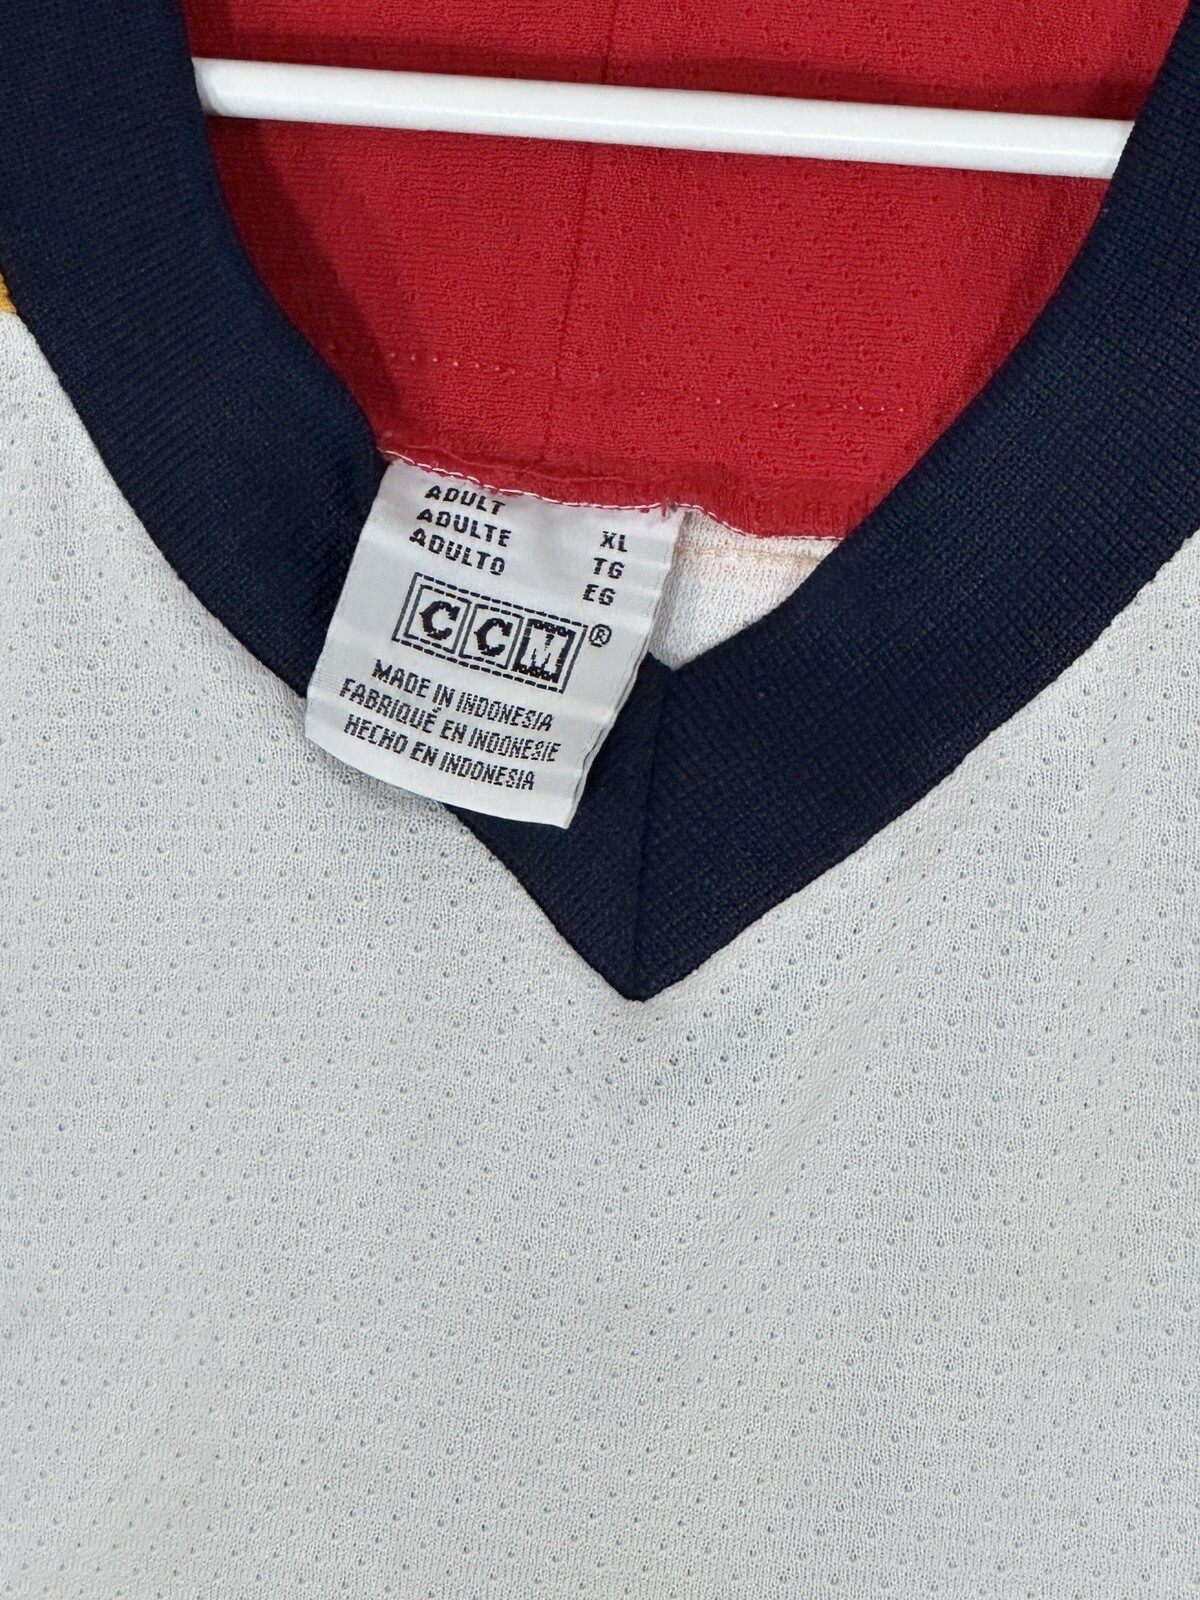 ADULT XL
ADULTE TG
ADULTO EG
CCM®
MADE IN INDONESIA
FABRIQUÉ EN INDONESIE
HECHO EN INDONESIA